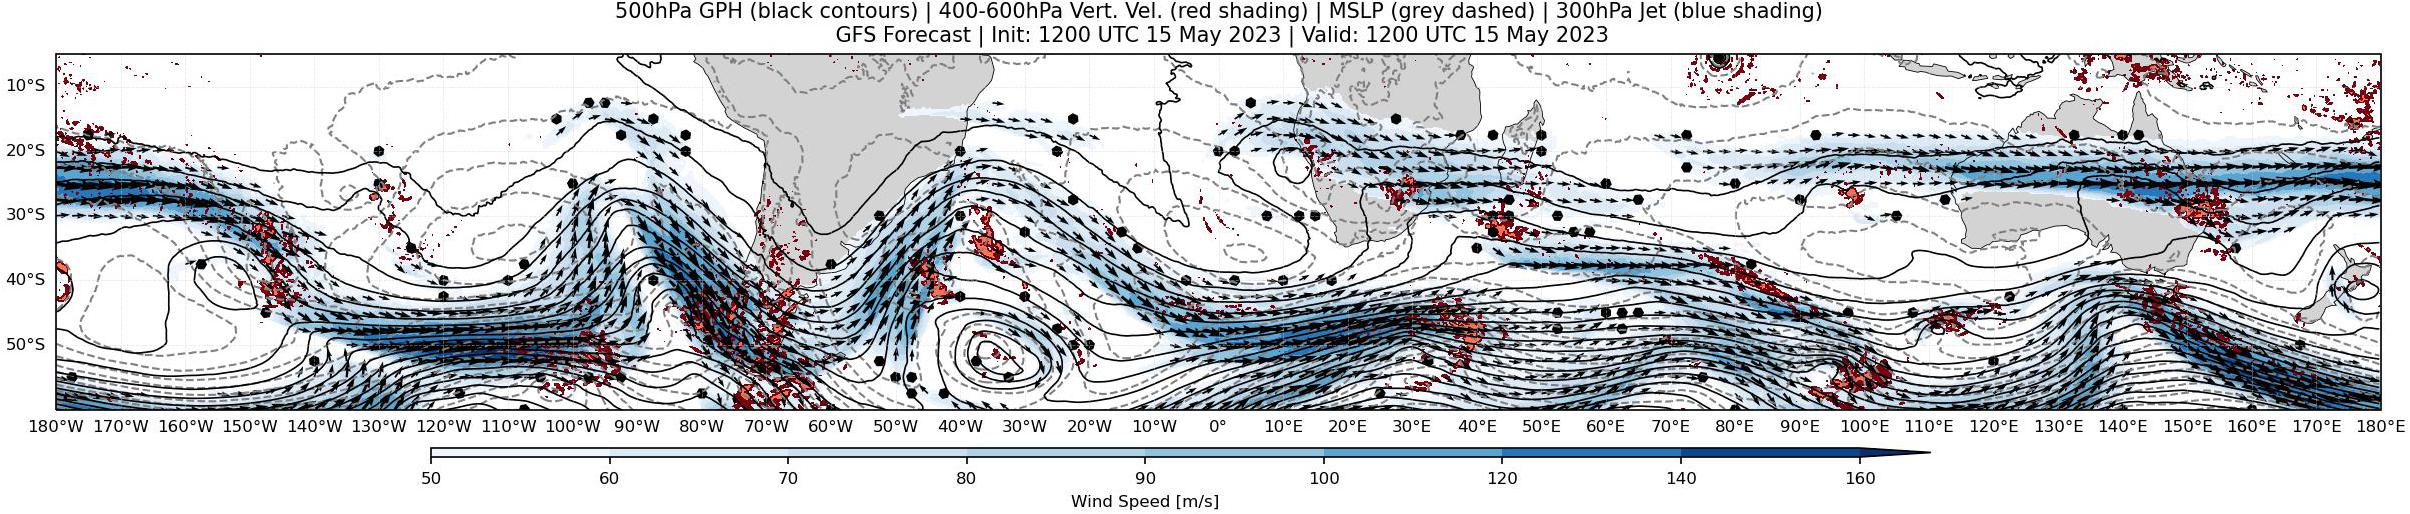 500hPa GPH (black contours) | 400-600hPa Vert. Vel. (red shading) | MSLP (grey dashed) | 300hPa Jet (blue shading)
GFS Forecast | Init: 1200 UTC 15 May 2023 | Valid: 1200 UTC 15 May 2023
10°S
20°S
30°S
40°S
50°S
180°W 170°W 160°W 150°W 140°W 130°W 120°W 110°W 100°W 90°W 80°W 70°W 60°W 50°W 40°W 30°W 20°W 10°W 0° 10°E 20°E 30°E 40°E 50°E 60°E 70°E 80°E 90°E 100°E 110°E 120°E 130°E 140°E 150°E 160°E 170°E 180°E
50 60 70 80 90 100 120 140 160
Wind Speed [m/s]